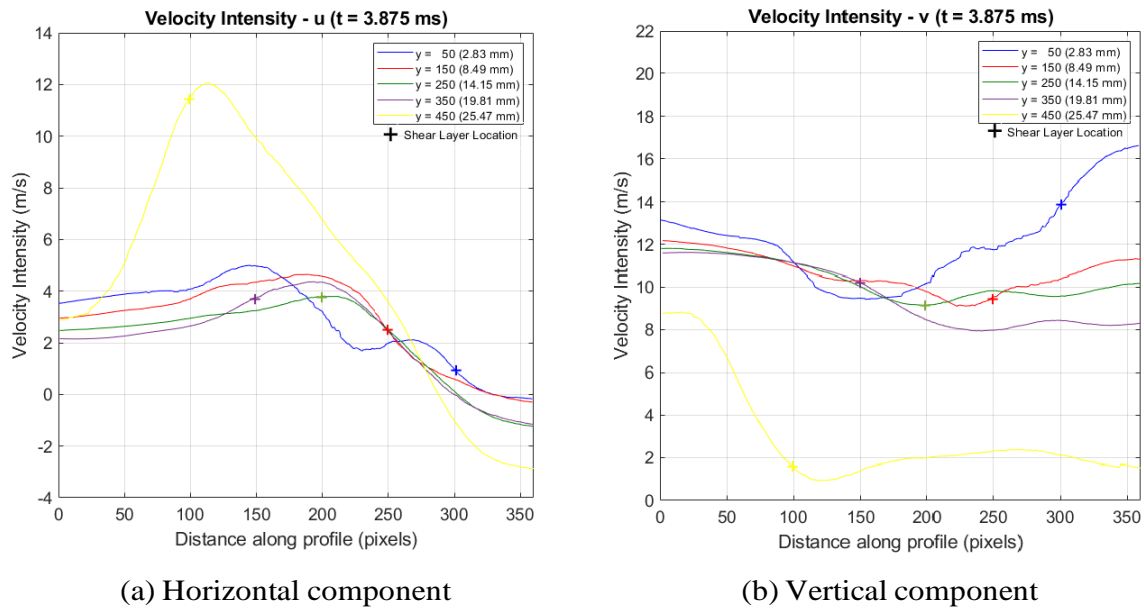 Velocity Intensity - u (t = 3.875 ms)
14
12
10
8
6
4
2
0
-2
-4
Velocity Intensity (m/s)
y = 50 (2.83 mm)
y = 150 (8.49 mm)
y = 250 (14.15 mm)
y = 350 (19.81 mm)
y = 450 (25.47 mm)
Shear Layer Location
0 50 100 150 200 250 300 350
Distance along profile (pixels)
(a) Horizontal component
Velocity Intensity - v (t = 3.875 ms)
22
20
18
16
14
12
10
8
6
4
2
0
Velocity Intensity (m/s)
y = 50 (2.83 mm)
y = 150 (8.49 mm)
y = 250 (14.15 mm)
y = 350 (19.81 mm)
y = 450 (25.47 mm)
Shear Layer Location
0 50 100 150 200 250 300 350
Distance along profile (pixels)
(b) Vertical component